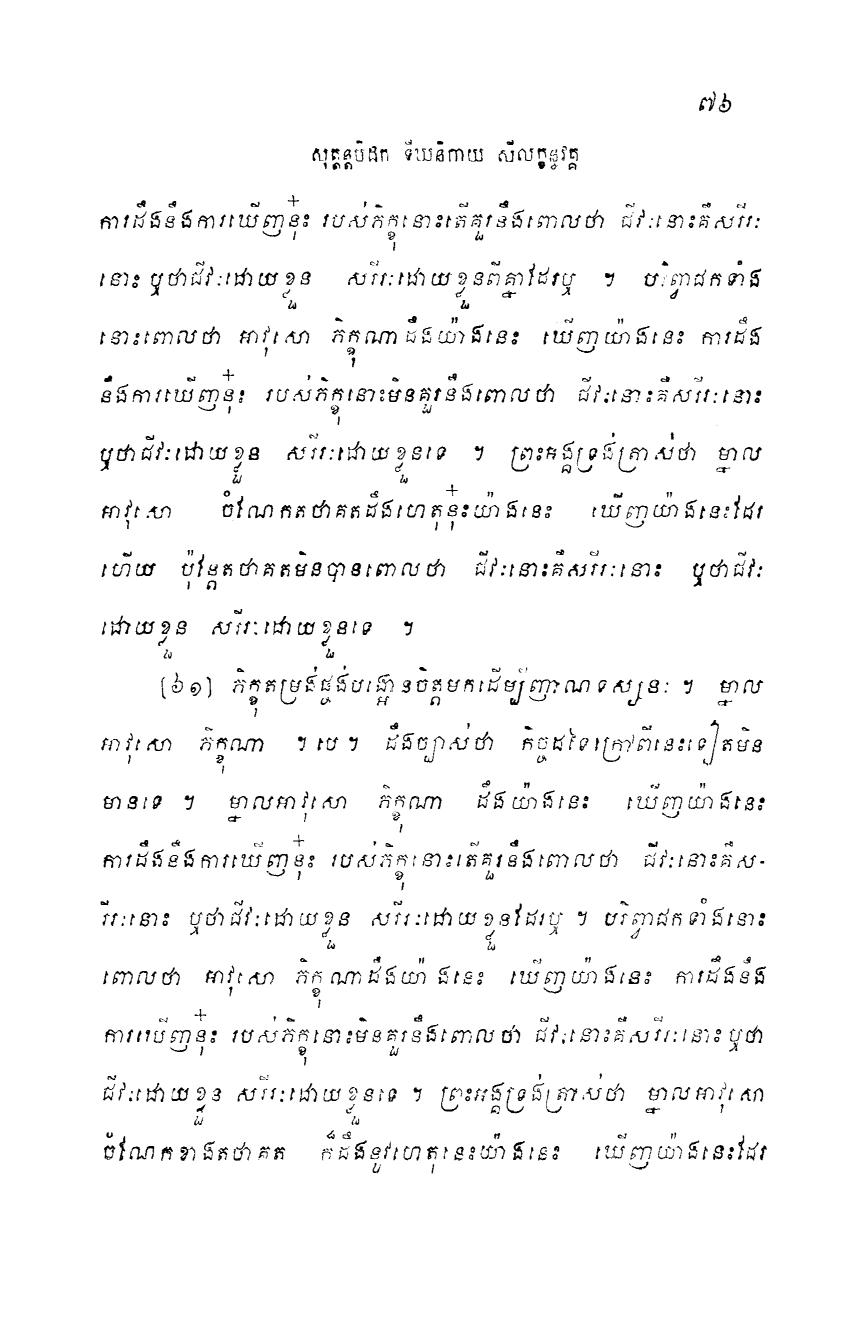 ៧៦
សុត្តន្តបិដក ទីឃនិកាយ សីលក្ខន្ធវគ្គ
ការដឹងនឹងការឃើញនុ៎ះ របស់ភិក្ខុនោះតើគួរនឹងពោលថា ជីវៈនោះគឺសរីរៈ
នោះ ឬថាជីវៈដោយខ្លួន សរីរៈដោយខ្លួនពីគ្នាដែរឬ ។ បរិព្វាជកទាំង
នោះពោលថា អាវុសោ ភិក្ខុណាដឹងយ៉ាងនេះ ឃើញយ៉ាងនេះ ការដឹង
នឹងការឃើញនុ៎ះ របស់ភិក្ខុនោះមិនគួរនឹងពោលថា ជីវៈនោះគឺសរីរៈនោះ
ឬថាជីវៈដោយខ្លួន សរីរៈដោយខ្លួនទេ ។ ព្រះអង្គទ្រង់ត្រាស់ថា ម្នាល
អាវុសោ ចំណែកតថាគតដឹងហេតុនុ៎ះយ៉ាងនេះ ឃើញយ៉ាងនេះដែរ
ហើយ ប៉ុន្តែតថាគតមិនបានពោលថា ជីវៈនោះគឺសរីរៈនោះ ឬថាជីវៈ
ដោយខ្លួន សរីរៈដោយខ្លួនទេ ។
[៦១] ភិក្ខុតម្រង់ផ្ចង់បង្អោនចិត្តមកដើម្បីញាណទស្សនៈ ។ ម្នាល
អាវុសោ ភិក្ខុណា ។ បេ ។ ដឹងច្បាស់ថា កិច្ចដទៃក្រៅពីនេះទៀតមិន
មានទេ ។ ម្នាលអាវុសោ ភិក្ខុណា ដឹងយ៉ាងនេះ ឃើញយ៉ាងនេះ
ការដឹងនឹងការឃើញនុ៎ះ របស់ភិក្ខុនោះតើគួរនឹងពោលថា ជីវៈនោះគឺស-
រីរៈនោះ ឬថាជីវៈដោយខ្លួន សរីរៈដោយខ្លួនដែរឬ ។ បរិព្វាជកទាំងនោះ
ពោលថា អាវុសោ ភិក្ខុណាដឹងយ៉ាងនេះ ឃើញយ៉ាងនេះ ការដឹងនឹង
ការឃើញនុ៎ះ របស់ភិក្ខុនោះមិនគួរនឹងពោលថា ជីវៈនោះគឺសរីរៈនោះឬថា
ជីវៈដោយខ្លួន សរីរៈដោយខ្លួនទេ ។ ព្រះអង្គទ្រង់ត្រាស់ថា ម្នាលអាវុសោ
ចំណែកខាងតថាគត ក៏ដឹងនូវហេតុនេះយ៉ាងនេះ ឃើញយ៉ាងនេះដែរ